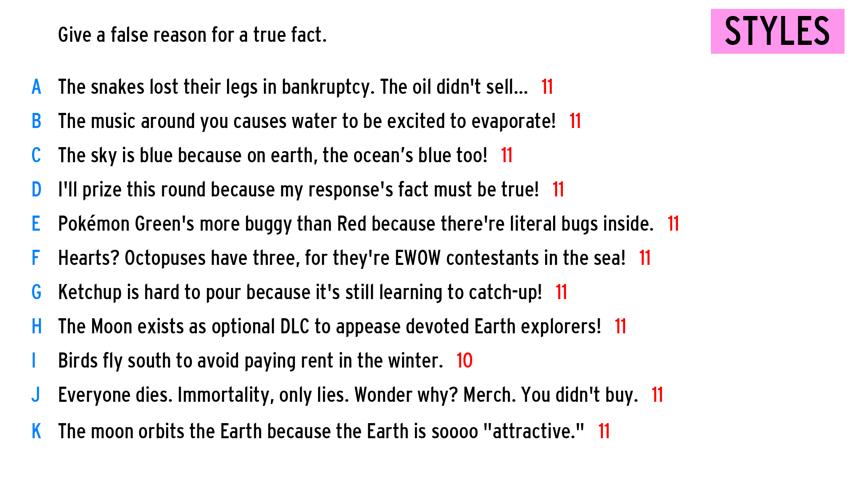 Give a false reason for a true fact.
STYLES
A The snakes lost their legs in bankruptcy. The oil didn't sell... 11
B The music around you causes water to be excited to evaporate! 11
C The sky is blue because on earth, the ocean’s blue too! 11
D I'll prize this round because my response's fact must be true! 11
E Pokémon Green's more buggy than Red because there're literal bugs inside. 11
F Hearts? Octopuses have three, for they're EWOW contestants in the sea! 11
G Ketchup is hard to pour because it's still learning to catch-up! 11
H The Moon exists as optional DLC to appease devoted Earth explorers! 11
I Birds fly south to avoid paying rent in the winter. 10
J Everyone dies. Immortality, only lies. Wonder why? Merch. You didn't buy. 11
K The moon orbits the Earth because the Earth is soooo "attractive." 11